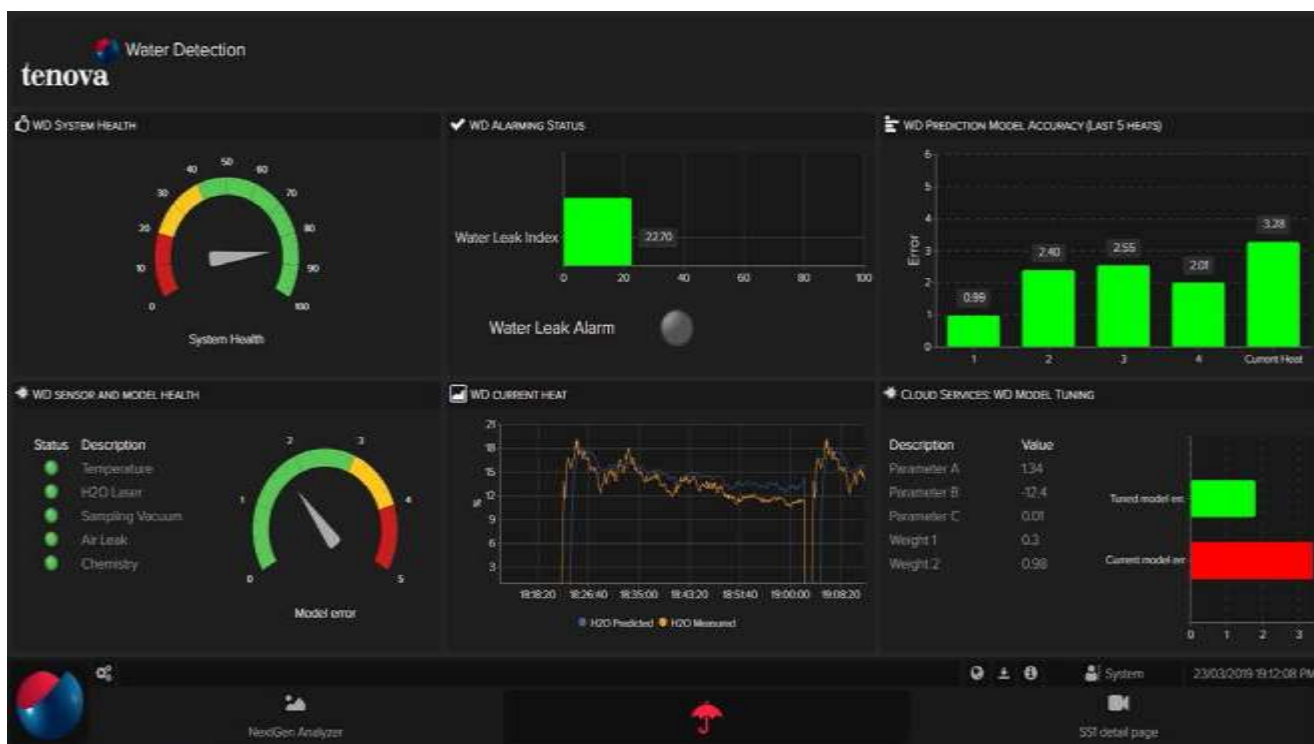 Water Detection
tenova
WD SYSTEM HEALTH
0
10
20
30
40
50
60
70
80
90
100
System Health
WD ALARMING STATUS
Water Leak Index
22.70
0 20 40 60 80 100
Water Leak Alarm
WD PREDICTION MODEL ACCURACY (LAST 5 HEATS)
Error
6
5
4
3
2
1
0
0.99
2.40
2.55
2.01
3.28
1 2 3 4 Current Heat
WD SENSOR AND MODEL HEALTH
Status Description
Temperature
H2O Laser
Sampling Vacuum
Air Leak
Chemistry
0
1
2
3
4
5
Model error
WD CURRENT HEAT
%
21
18
15
12
9
6
3
18:18:20 18:26:40 18:35:00 18:43:20 18:51:40 19:00:00 19:08:20
H2O Predicted H2O Measured
CLOUD SERVICES: WD MODEL TUNING
Description Value
Parameter A 1.34
Parameter B -12.4
Parameter C 0.01
Weight 1 0.3
Weight 2 0.98
Tuned model err.
Current model err
0 1 2 3
System
23/03/2019 19:12:08 PM
NextGen Analyzer
SS1 detail page